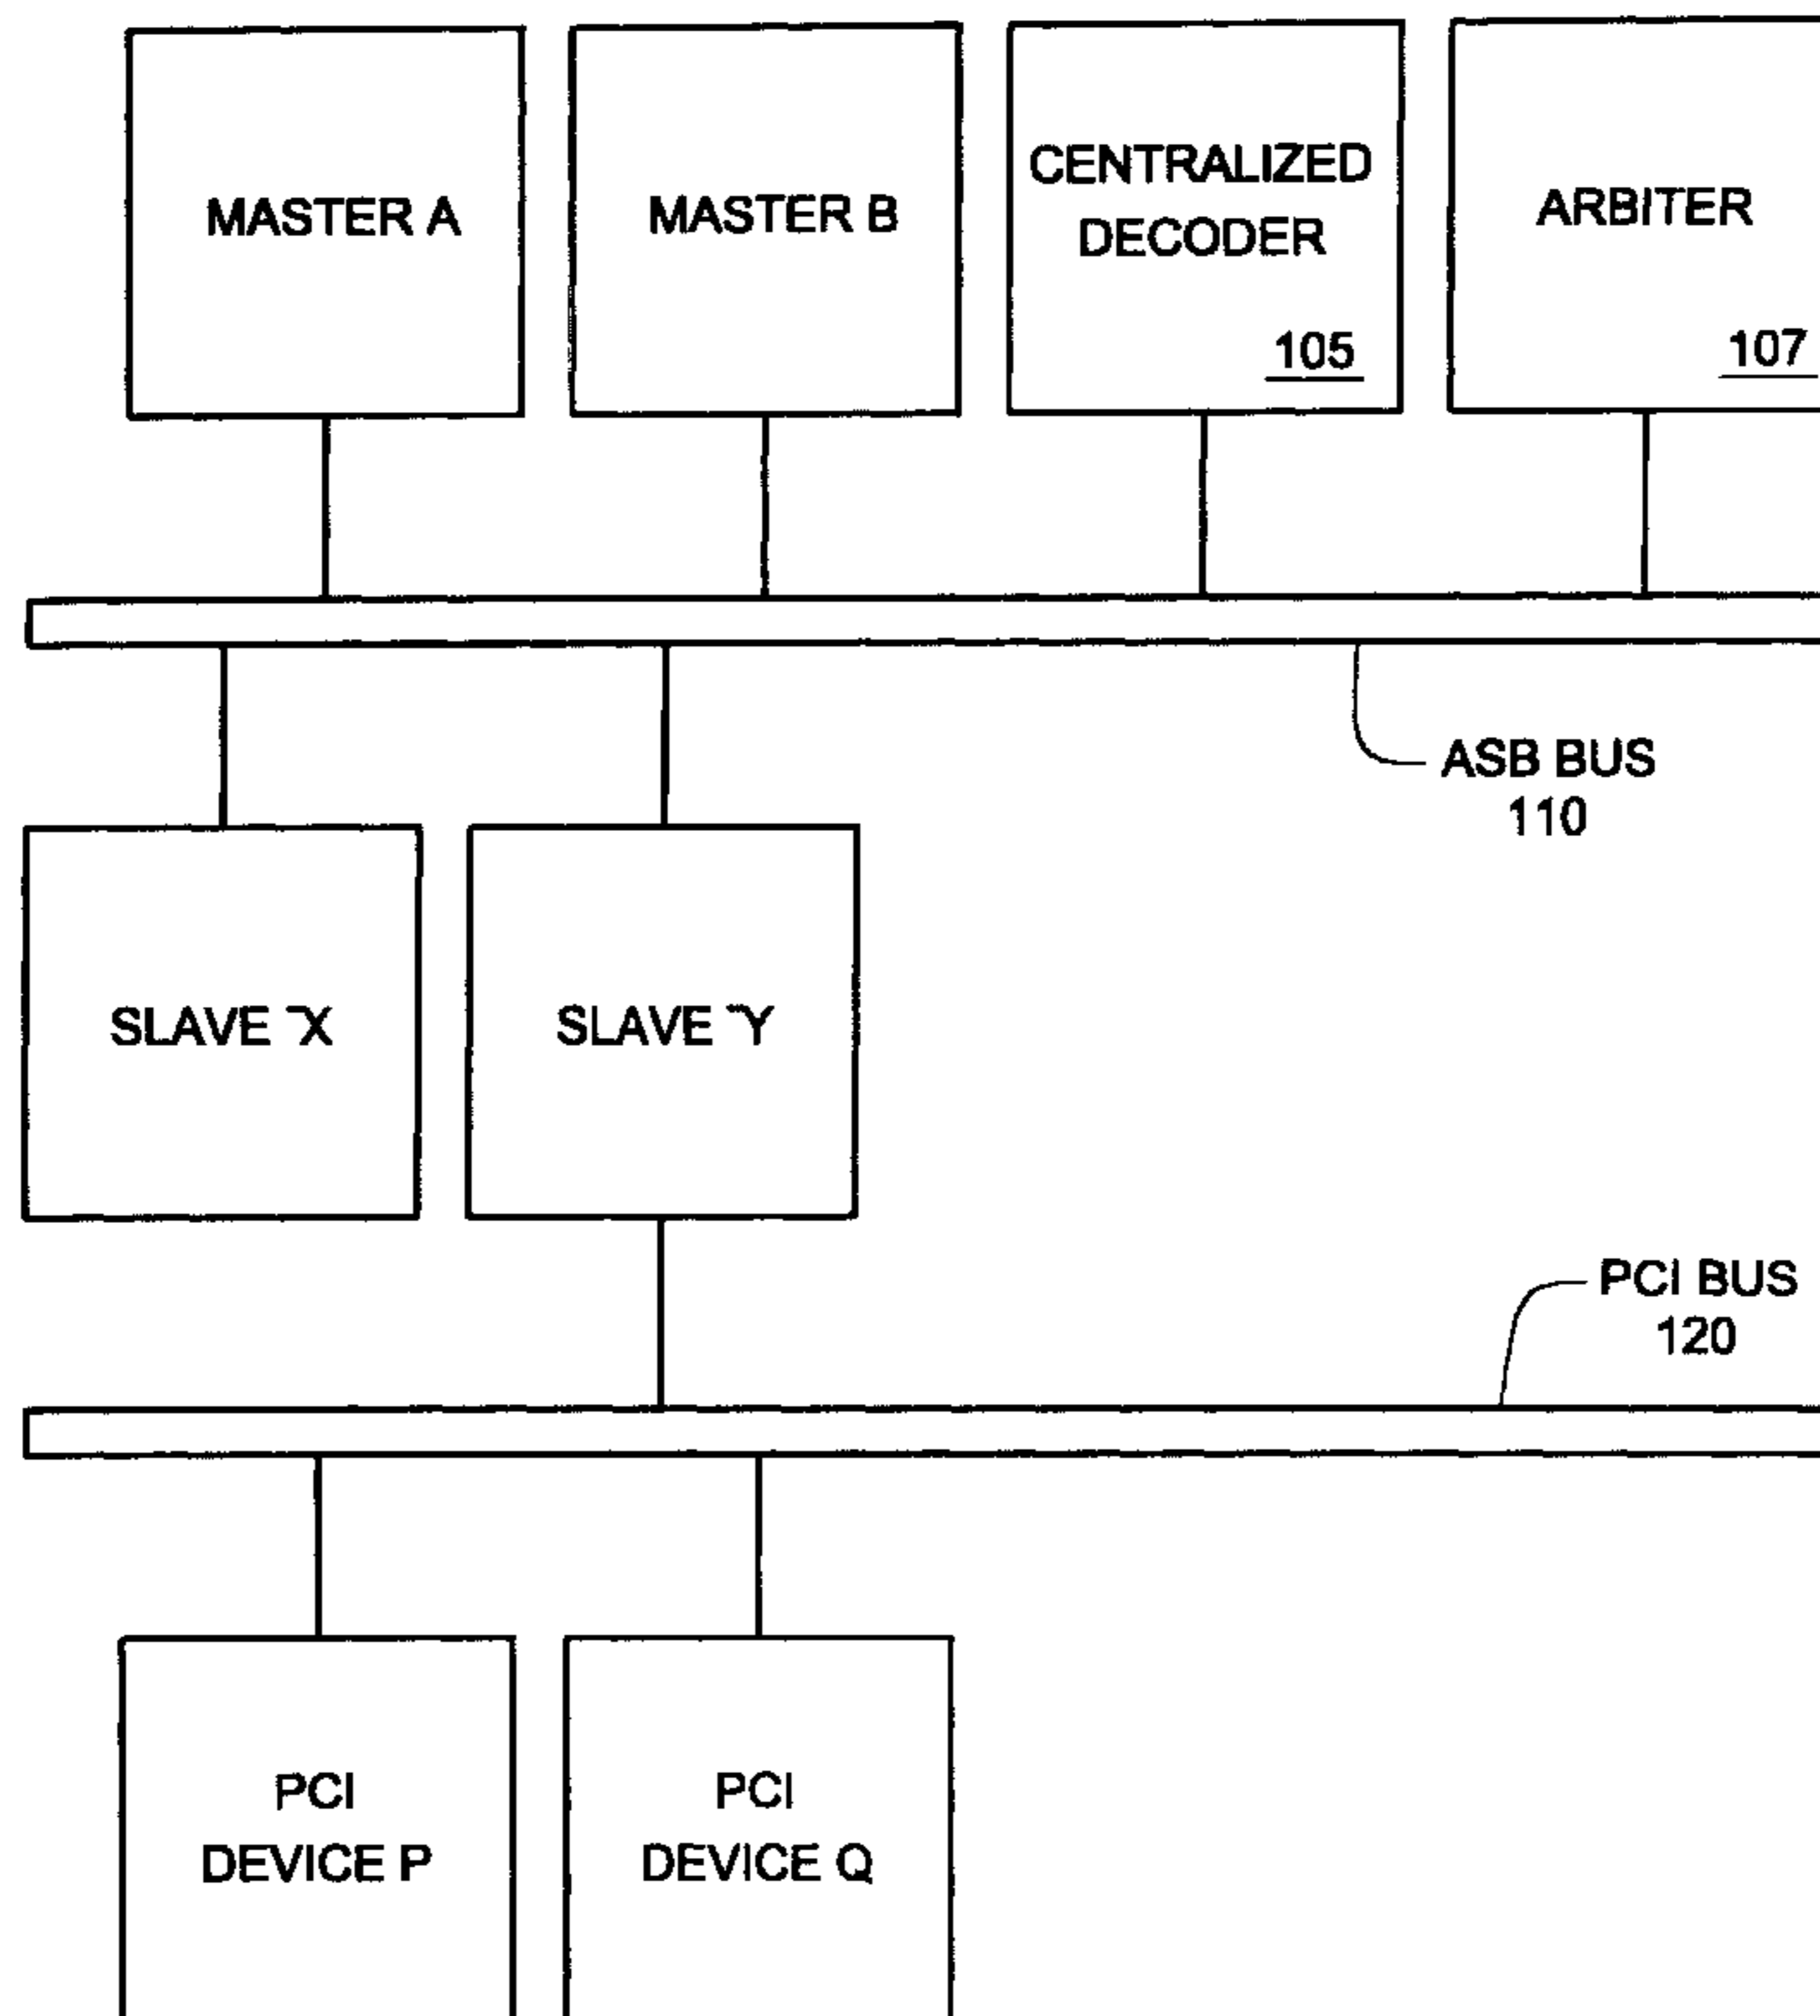 MASTER A
MASTER B
CENTRALIZED
DECODER
105
ARBITER
107
ASB BUS
110
SLAVE X
SLAVE Y
PCI BUS
120
PCI
DEVICE P
PCI
DEVICE Q